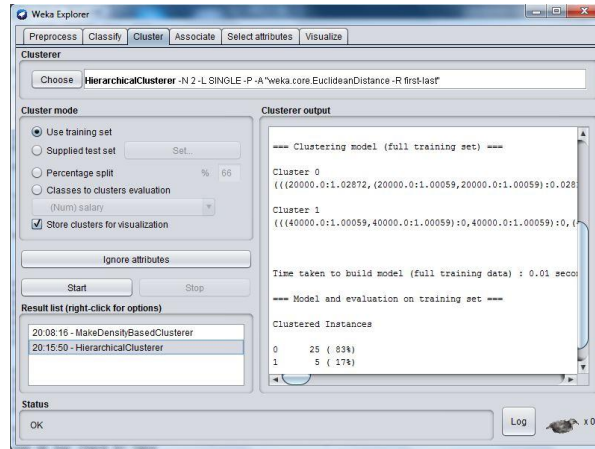 Weka Explorer
Preprocess Classify Cluster Associate Select attributes Visualize
Clusterer
Choose HierarchicalClusterer -N 2 -L SINGLE -P -A "weka.core.EuclideanDistance -R first-last"
Cluster mode
Use training set
Supplied test set Set...
Percentage split % 66
Classes to clusters evaluation
(Num) salary
Store clusters for visualization
Ignore attributes
Start Stop
Result list (right-click for options)
20:08:16 - MakeDensityBasedClusterer
20:15:50 - HierarchicalClusterer
Clusterer output
=== Clustering model (full training set) ===
Cluster 0
(((20000.0:1.02872,(20000.0:1.00059,20000.0:1.00059):0.028
Cluster 1
(((40000.0:1.00059,40000.0:1.00059):0,40000.0:1.00059):0,(
Time taken to build model (full training data) : 0.01 secon
=== Model and evaluation on training set ===
Clustered Instances
0 25 ( 83%)
1 5 ( 17%)
Status
OK
Log
x 0